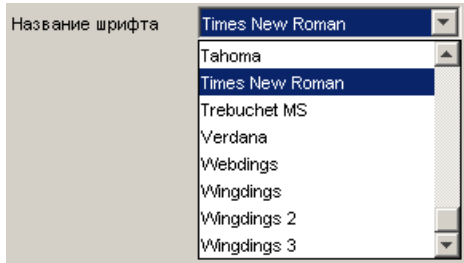 Название шрифта Times New Roman
Tahoma
Times New Roman
Trebuchet MS
Verdana
Webdings
Wingdings
Wingdings 2
Wingdings 3